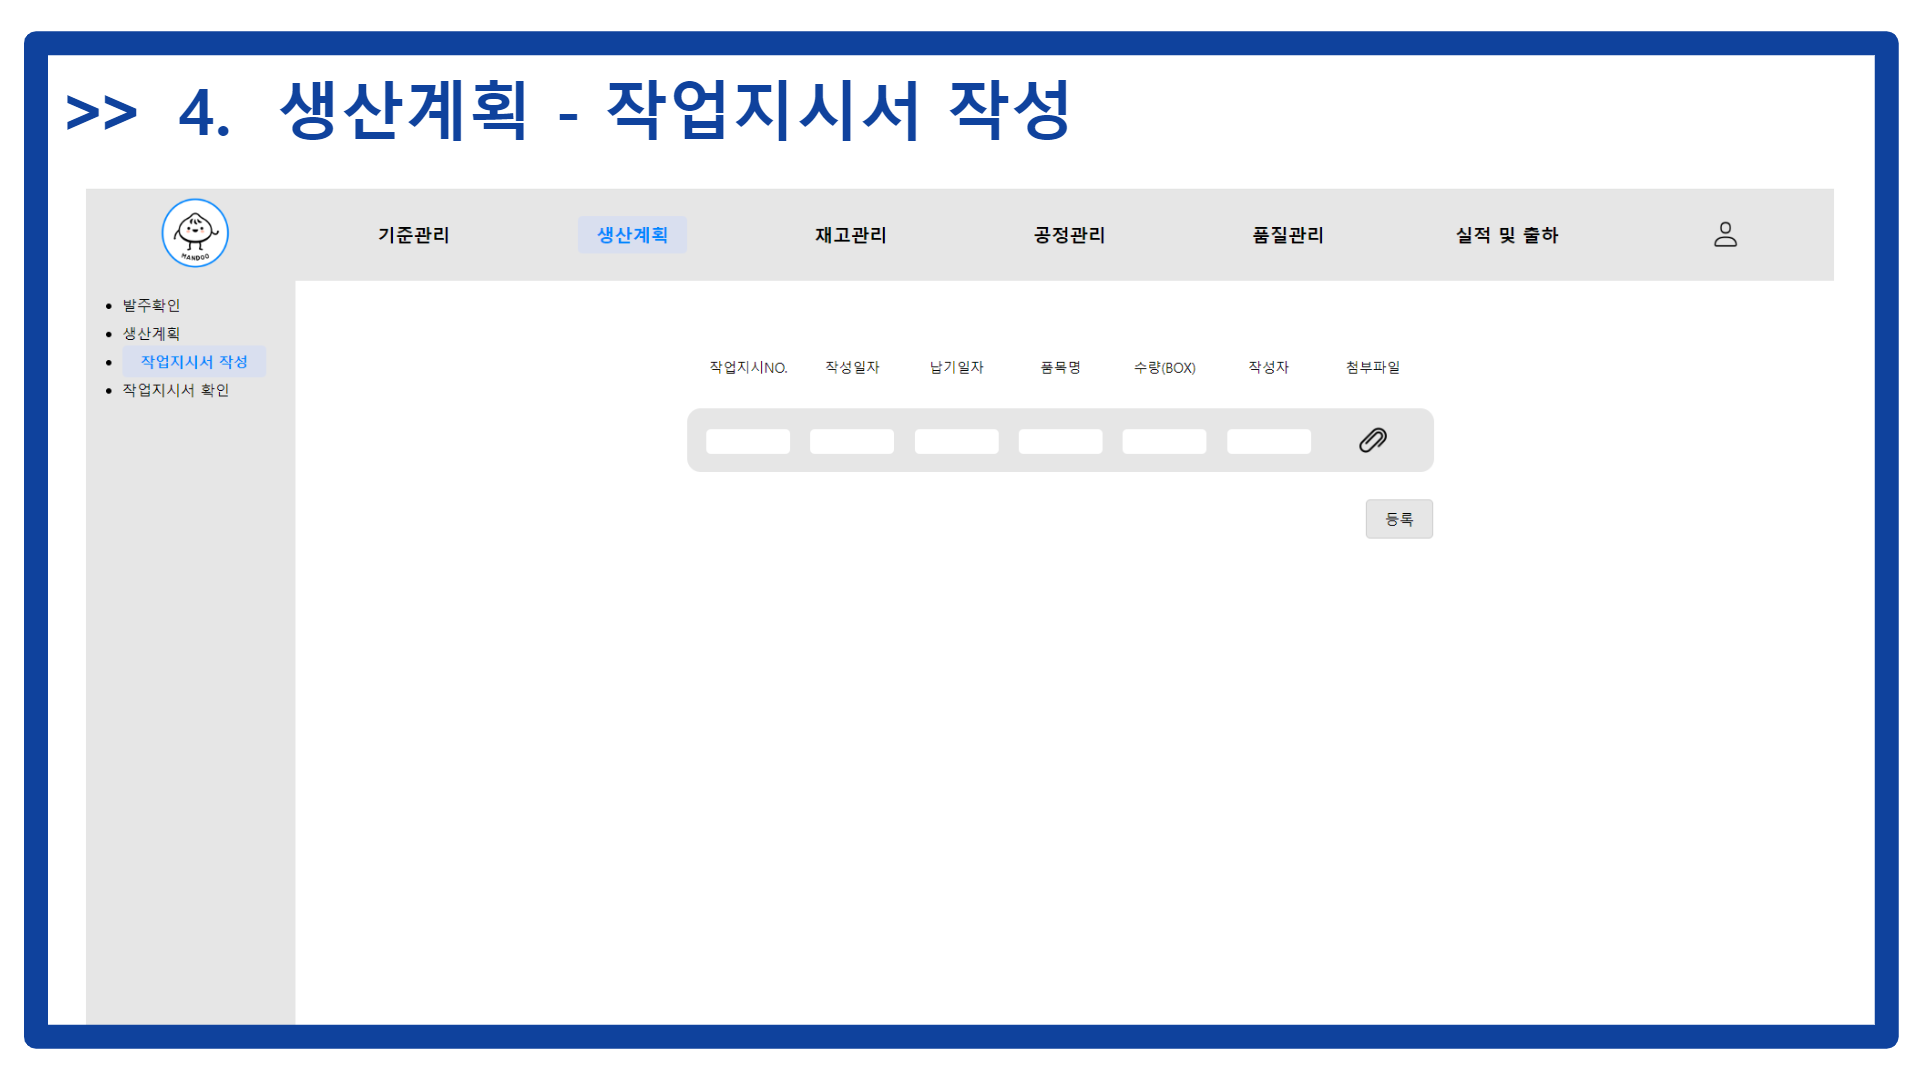 >> 4. 생산계획 - 작업지시서 작성
MANDOO
기준관리 생산계획 재고관리 공정관리 품질관리 실적 및 출하
• 발주확인
• 생산계획
• 작업지시서 작성
• 작업지시서 확인
작업지시NO. 작성일자 납기일자 품목명 수량(BOX) 작성자 첨부파일
등록